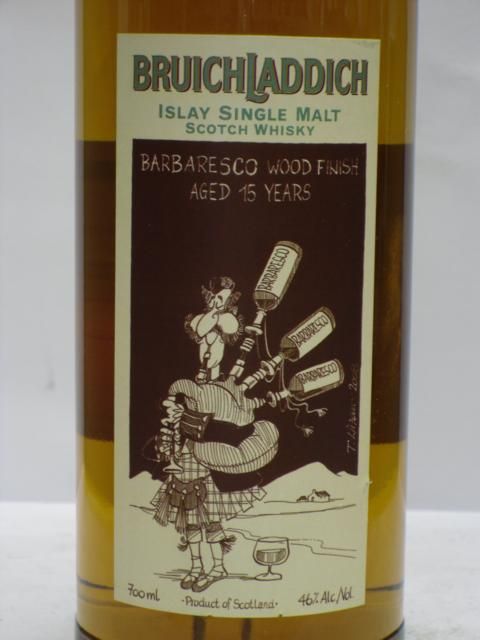 BRUICHLADDICH
ISLAY SINGLE MALT
SCOTCH WHISKY
BARBARESCO WOOD FINISH
AGED 15 YEARS
BARBARESCO
BARBARESCO
BARBARESCO
700ml
·Product of Scotland·
46% Alc/Vol.